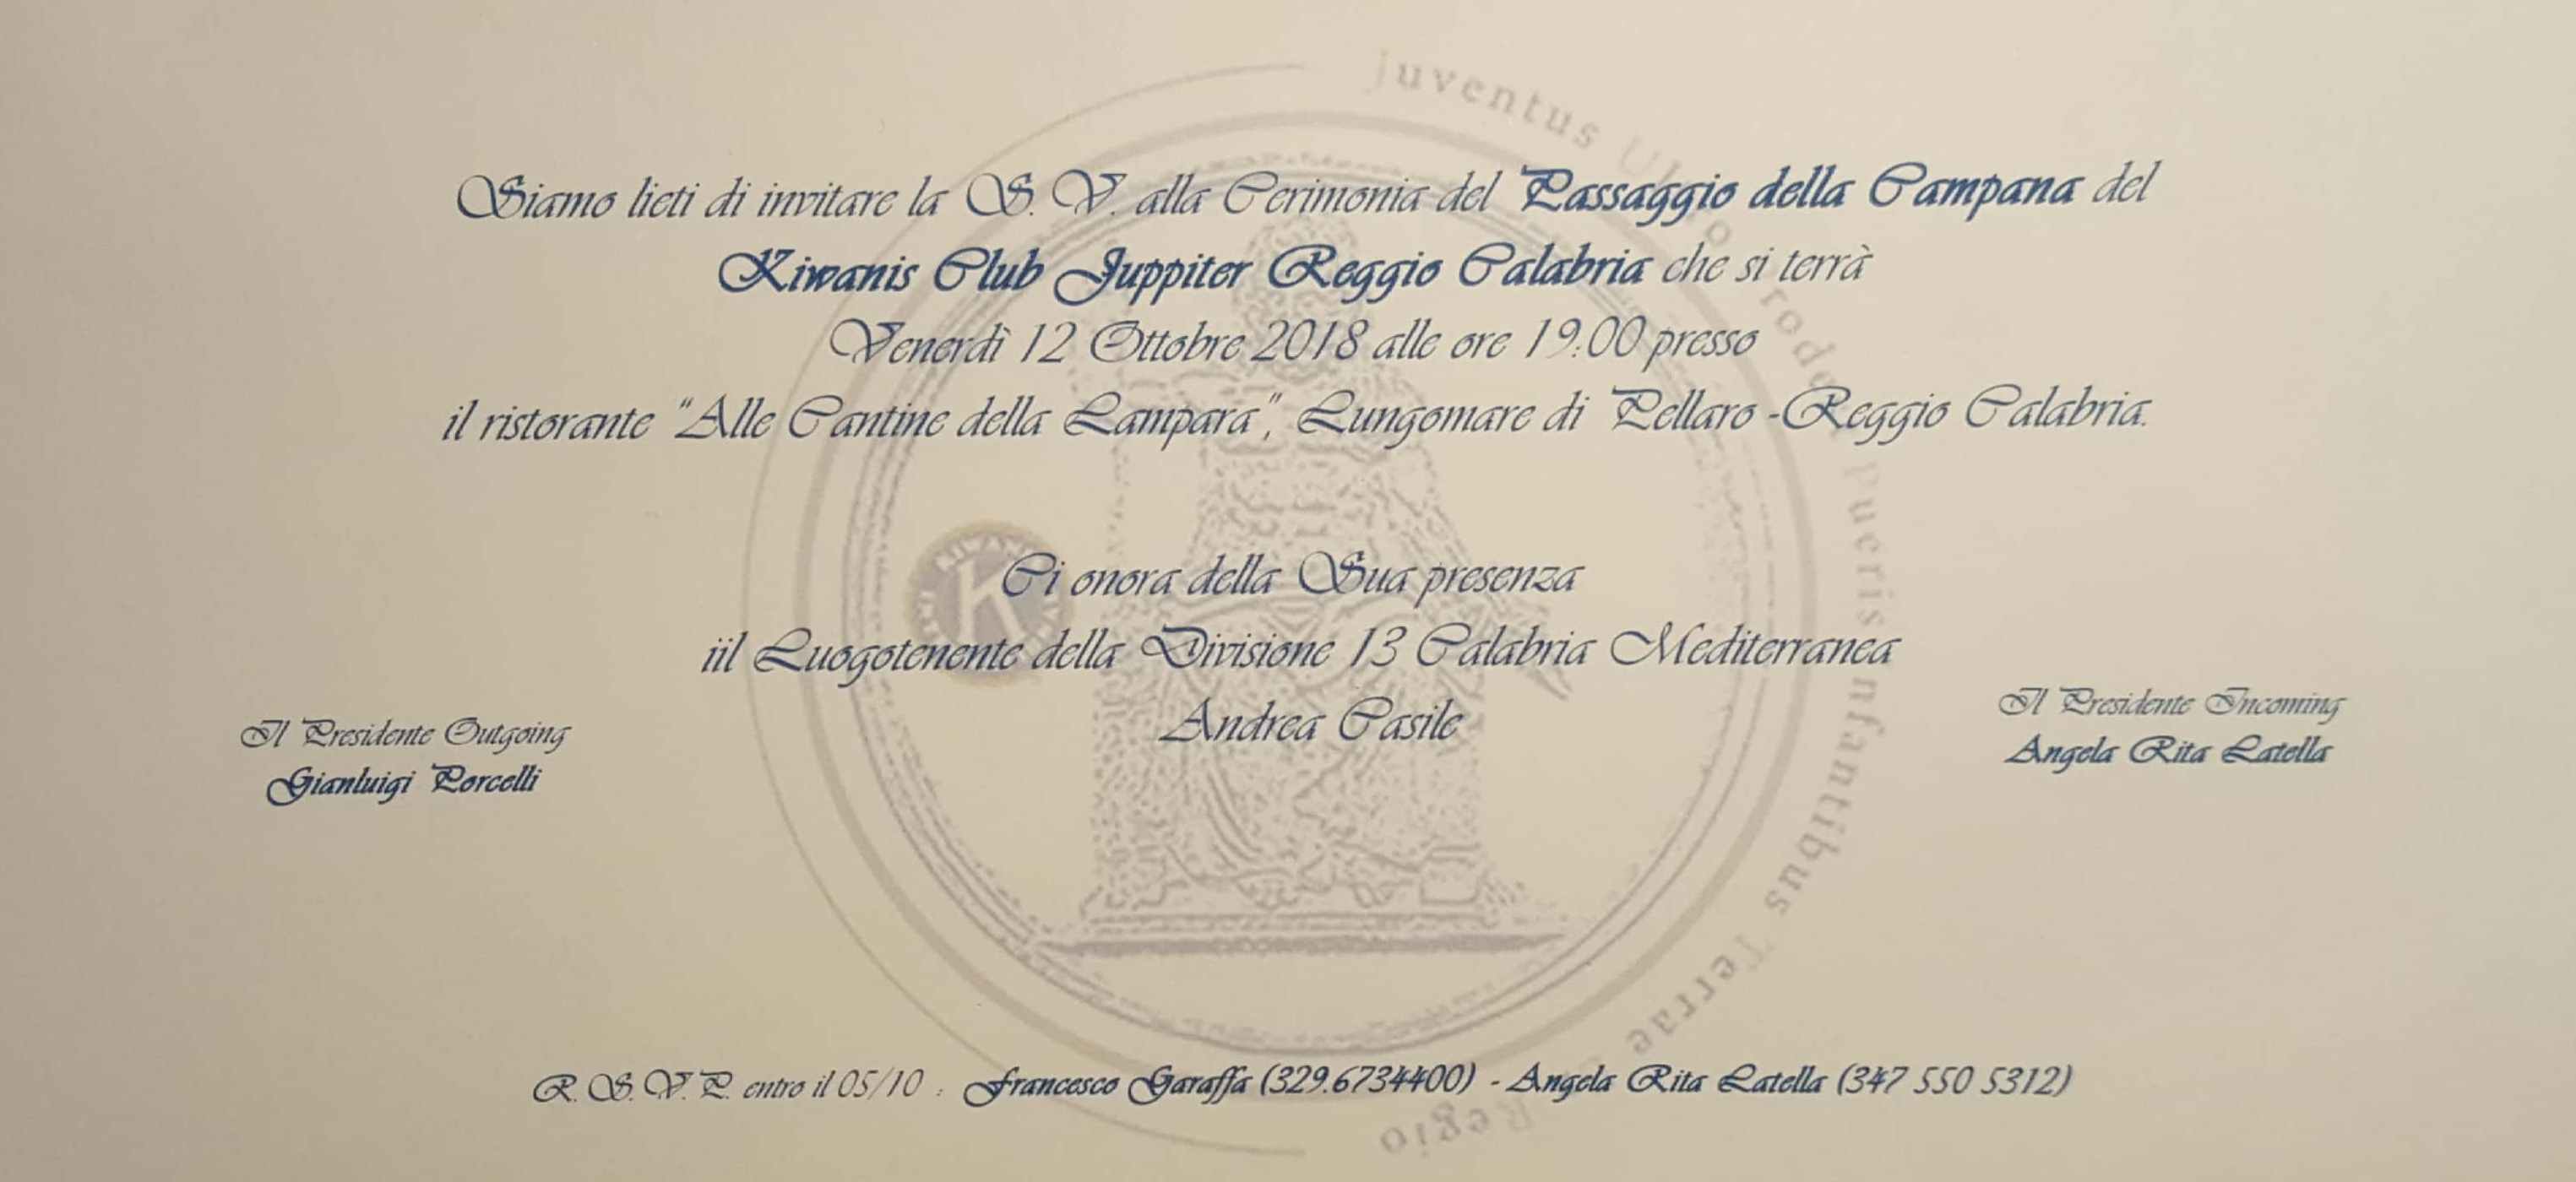 Siamo lieti di invitare la S. V. alla Cerimonia del Passaggio della Campana del
Kiwanis Club Juppiter Reggio Calabria che si terrà
Venerdì 12 Ottobre 2018 alle ore 19:00 presso
il ristorante "Alle Cantine della Lampara", Lungomare di Pellaro -Reggio Calabria.
Ci onora della Sua presenza
iil Luogotenente della Divisione 13 Calabria Mediterranea
Andrea Casile
Il Presidente Outgoing
Gianluigi Porcelli
Il Presidente Incoming
Angela Rita Latella
R. S. V. P. entro il 05/10 : Francesco Garaffa (329.6734400) - Angela Rita Latella (347 550 5312)
Juventus
puerisinfantibus Terrae
Regio
K